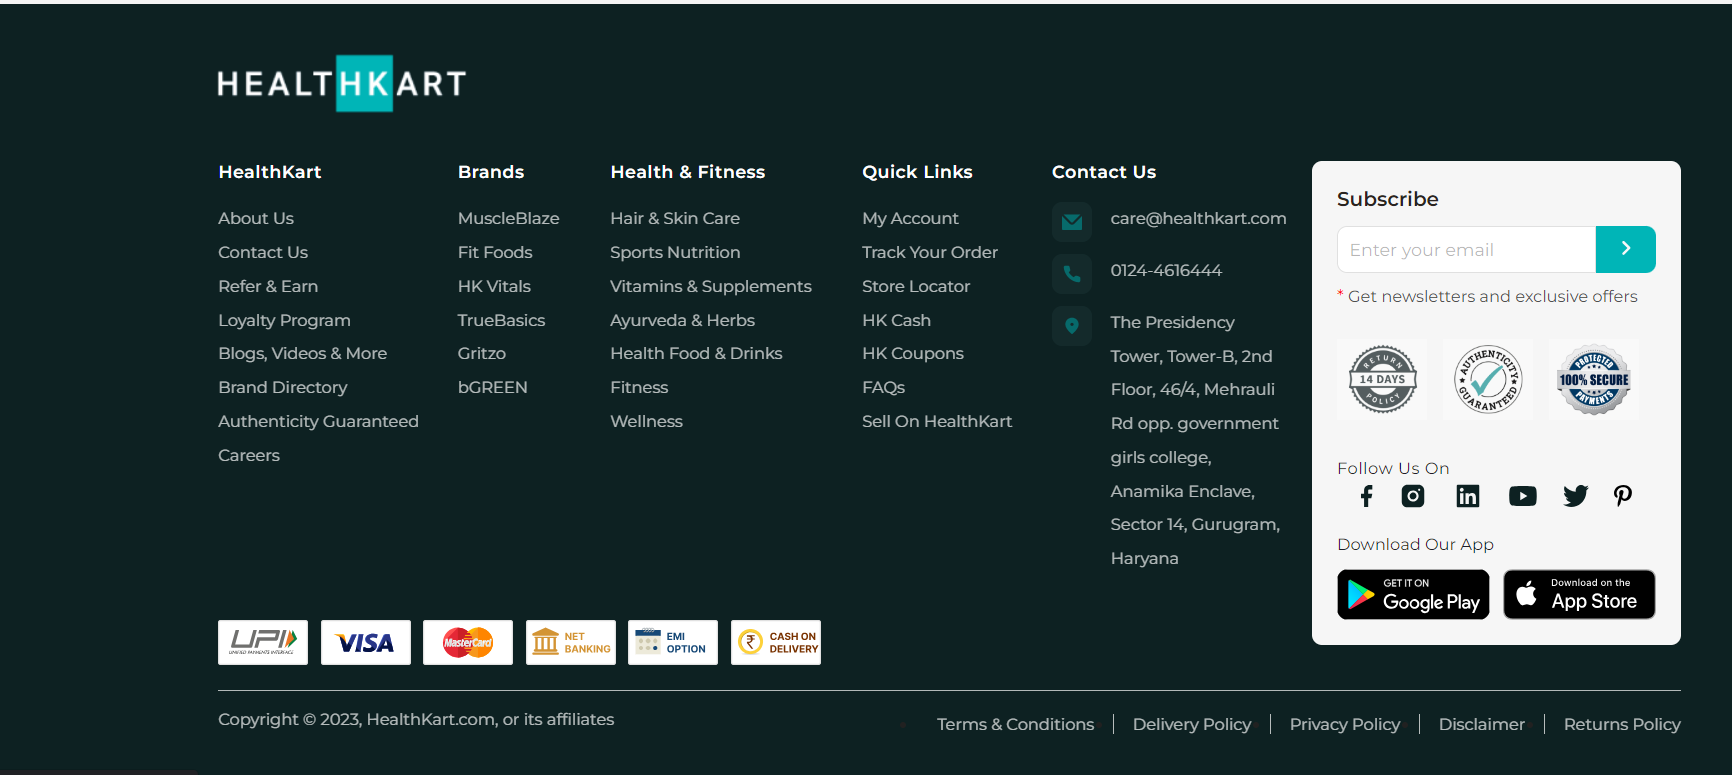 HEALTHKART
HealthKart
About Us
Contact Us
Refer & Earn
Loyalty Program
Blogs, Videos & More
Brand Directory
Authenticity Guaranteed
Careers
Brands
MuscleBlaze
Fit Foods
HK Vitals
TrueBasics
Gritzo
bGREEN
Health & Fitness
Hair & Skin Care
Sports Nutrition
Vitamins & Supplements
Ayurveda & Herbs
Health Food & Drinks
Fitness
Wellness
Quick Links
My Account
Track Your Order
Store Locator
HK Cash
HK Coupons
FAQs
Sell On HealthKart
Contact Us
care@healthkart.com
0124-4616444
The Presidency
Tower, Tower-B, 2nd
Floor, 46/4, Mehrauli
Rd opp. government
girls college,
Anamika Enclave,
Sector 14, Gurugram,
Haryana
Subscribe
Enter your email
* Get newsletters and exclusive offers
RETURN
14 DAYS
POLICY
AUTHENTICITY
GUARANTEED
PROTECTED
100% SECURE
PAYMENTS
Follow Us On
Download Our App
GET IT ON
Google Play
Download on the
App Store
UPI
UNIFIED PAYMENTS INTERFACE
VISA
MasterCard
NET
BANKING
EMI
OPTION
CASH ON
DELIVERY
Copyright © 2023, HealthKart.com, or its affiliates
Terms & Conditions
Delivery Policy
Privacy Policy
Disclaimer
Returns Policy